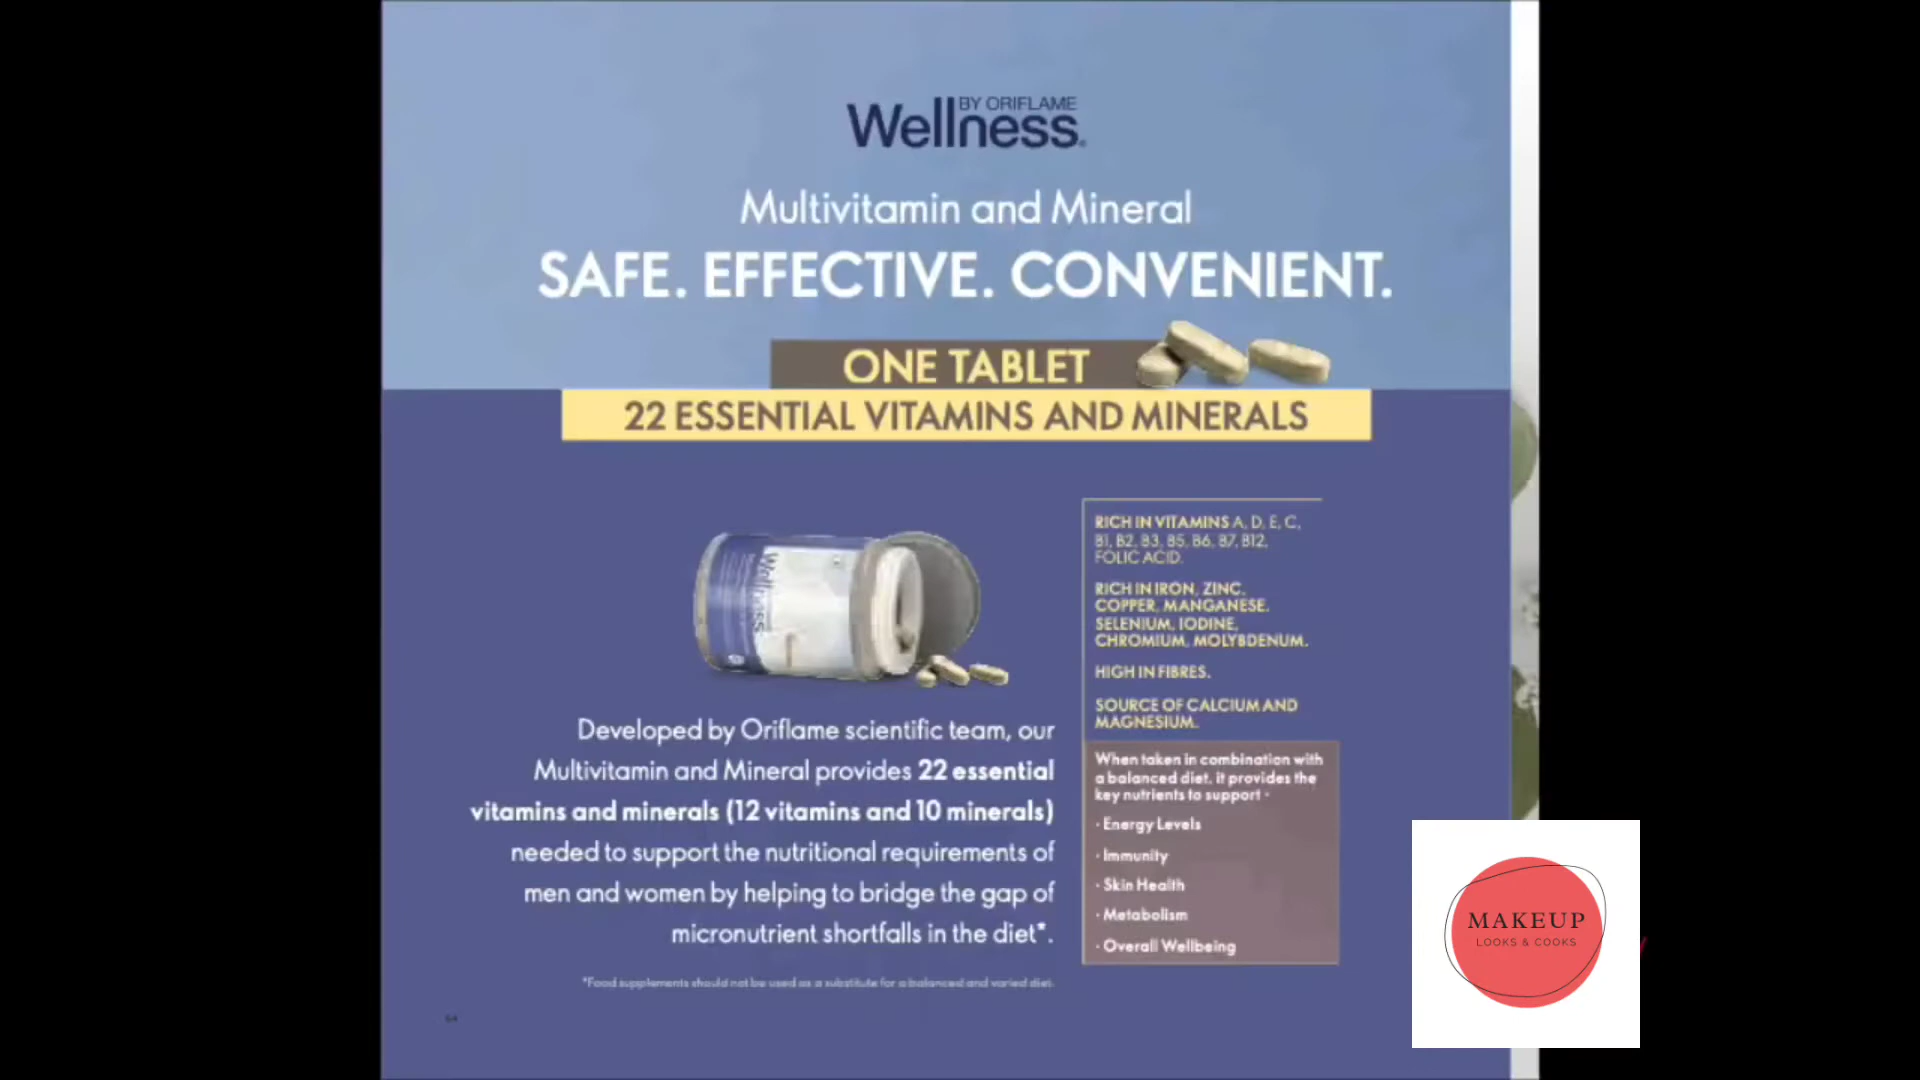 BY ORIFLAME
Wellness
Multivitamin and Mineral
SAFE. EFFECTIVE. CONVENIENT.
ONE TABLET
22 ESSENTIAL VITAMINS AND MINERALS
Wellness
RICH IN VITAMINS A, D, E, C,
B1, B2, B3, B5, B6, B7, B12,
FOLIC ACID.
RICH IN IRON, ZINC,
COPPER, MANGANESE,
SELENIUM, IODINE,
CHROMIUM, MOLYBDENUM.
HIGH IN FIBRES.
SOURCE OF CALCIUM AND
MAGNESIUM.
Developed by Oriflame scientific team, our
Multivitamin and Mineral provides 22 essential
vitamins and minerals (12 vitamins and 10 minerals)
needed to support the nutritional requirements of
men and women by helping to bridge the gap of
micronutrient shortfalls in the diet*.
*Food supplements should not be used as a substitute for a balanced and varied diet.
When taken in combination with
a balanced diet, it provides the
key nutrients to support -
· Energy Levels
· Immunity
· Skin Health
· Metabolism
· Overall Wellbeing
MAKEUP
LOOKS & COOKS